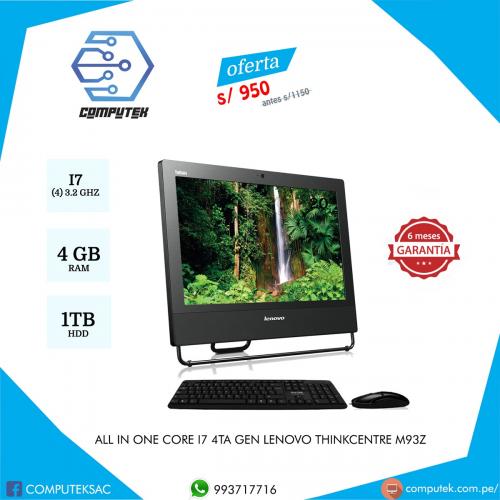 COMPUTEK
oferta
S/ 950
antes s/1150
I7
(4) 3.2 GHZ
4 GB
RAM
1TB
HDD
6 meses
GARANTIA
lenovo
ALL IN ONE CORE I7 4TA GEN LENOVO THINKCENTRE M93Z
COMPUTEKSAC
993717716
computek.com.pe/